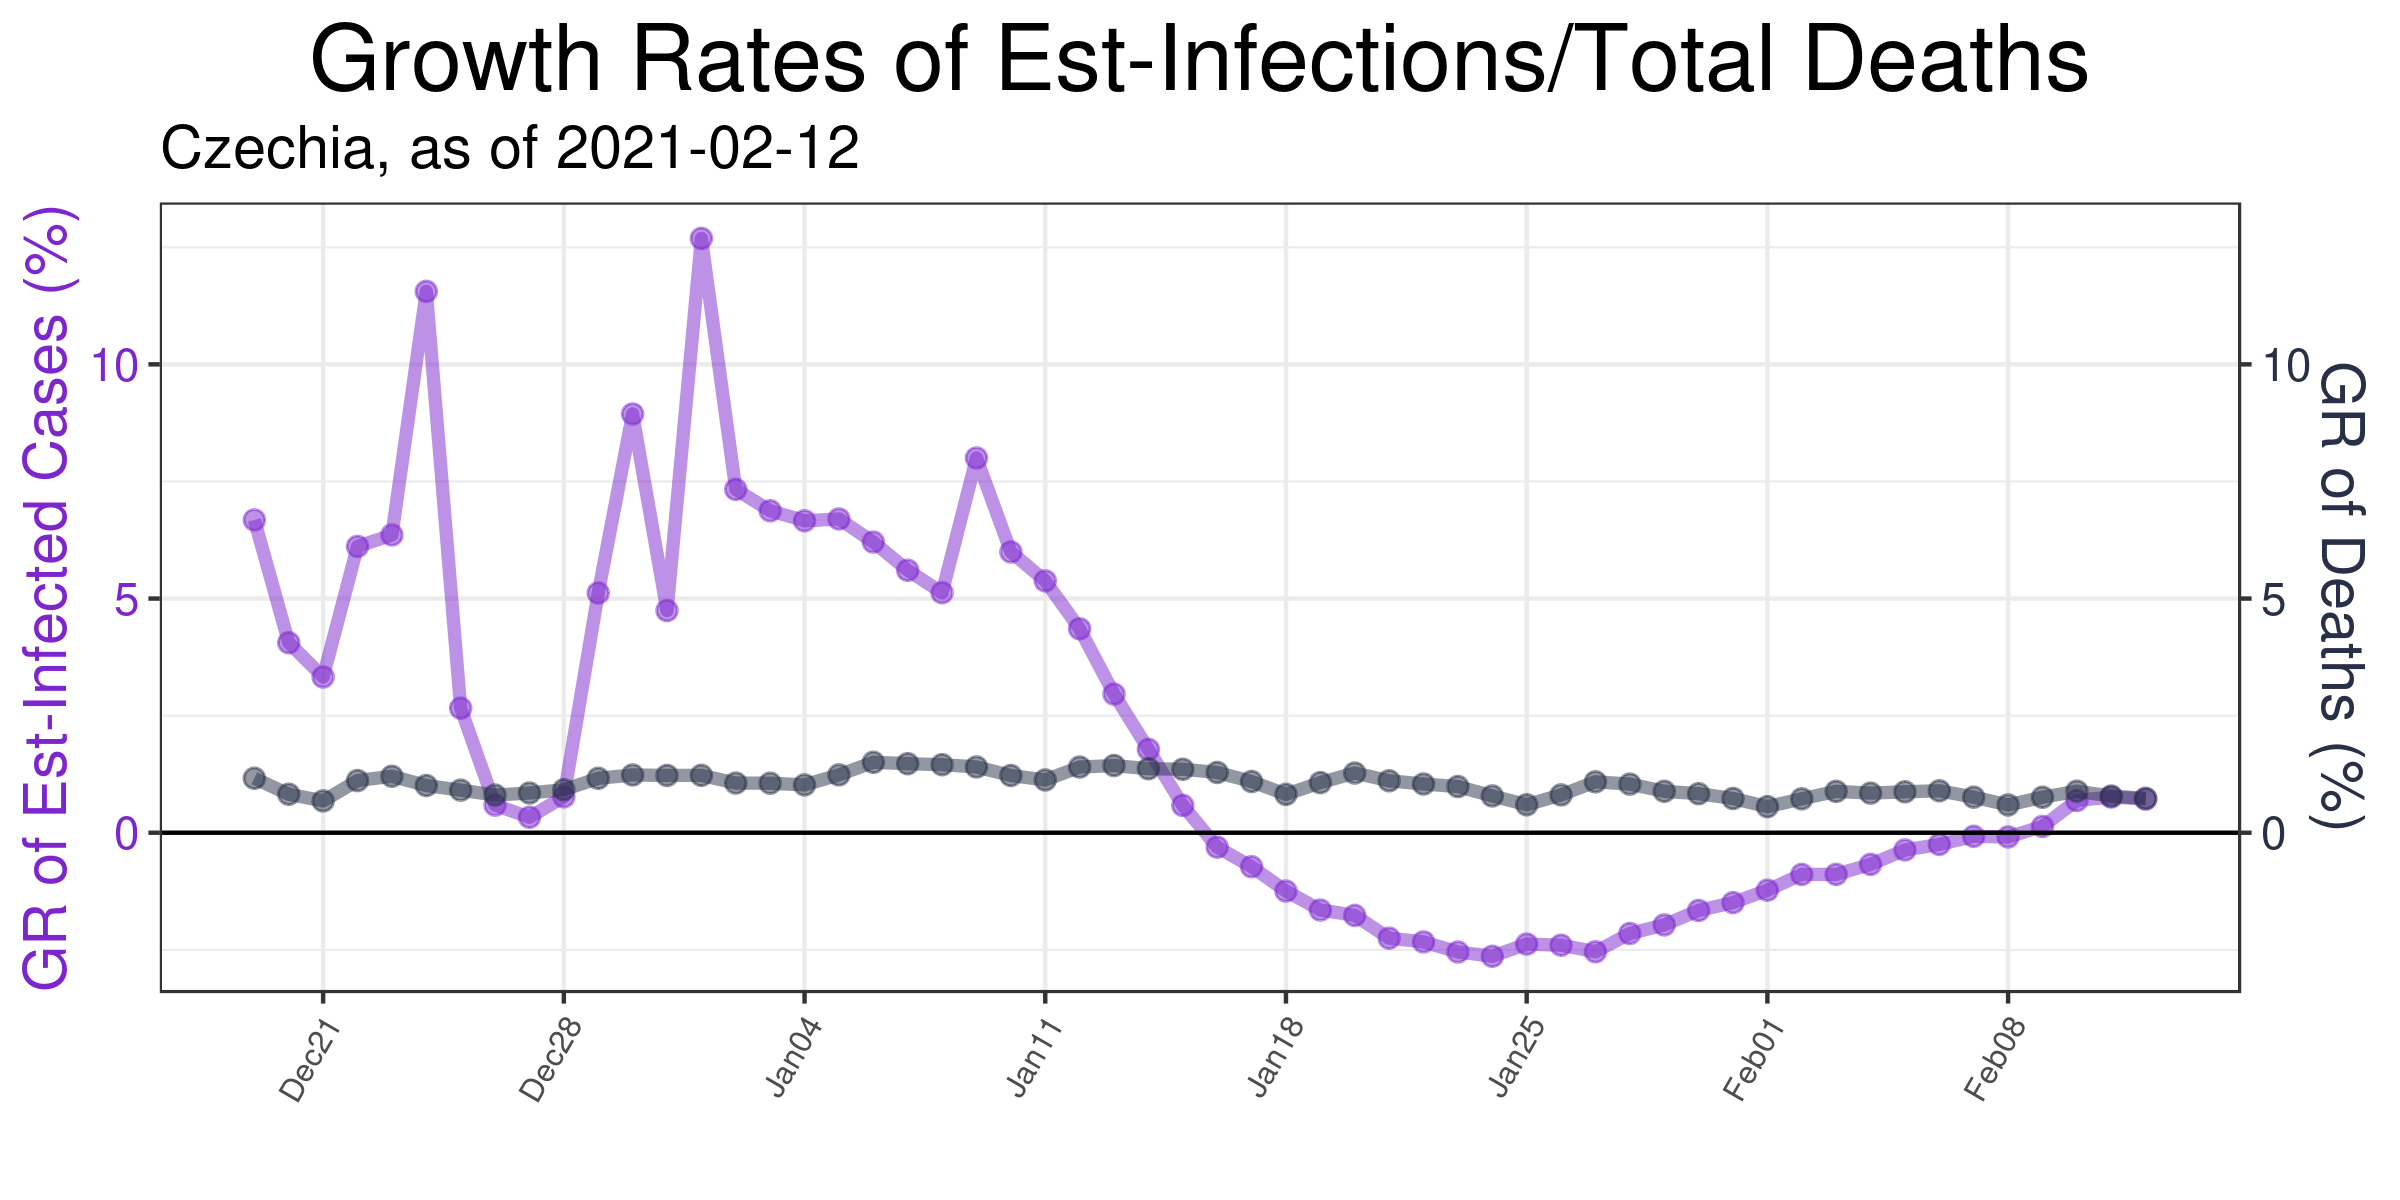 Growth Rates of Est-Infections/Total Deaths
Czechia, as of 2021-02-12
GR of Est-Infected Cases (%)
10
5
0
10
5
0
GR of Deaths (%)
Dec21
Dec28
Jan04
Jan11
Jan18
Jan25
Feb01
Feb08